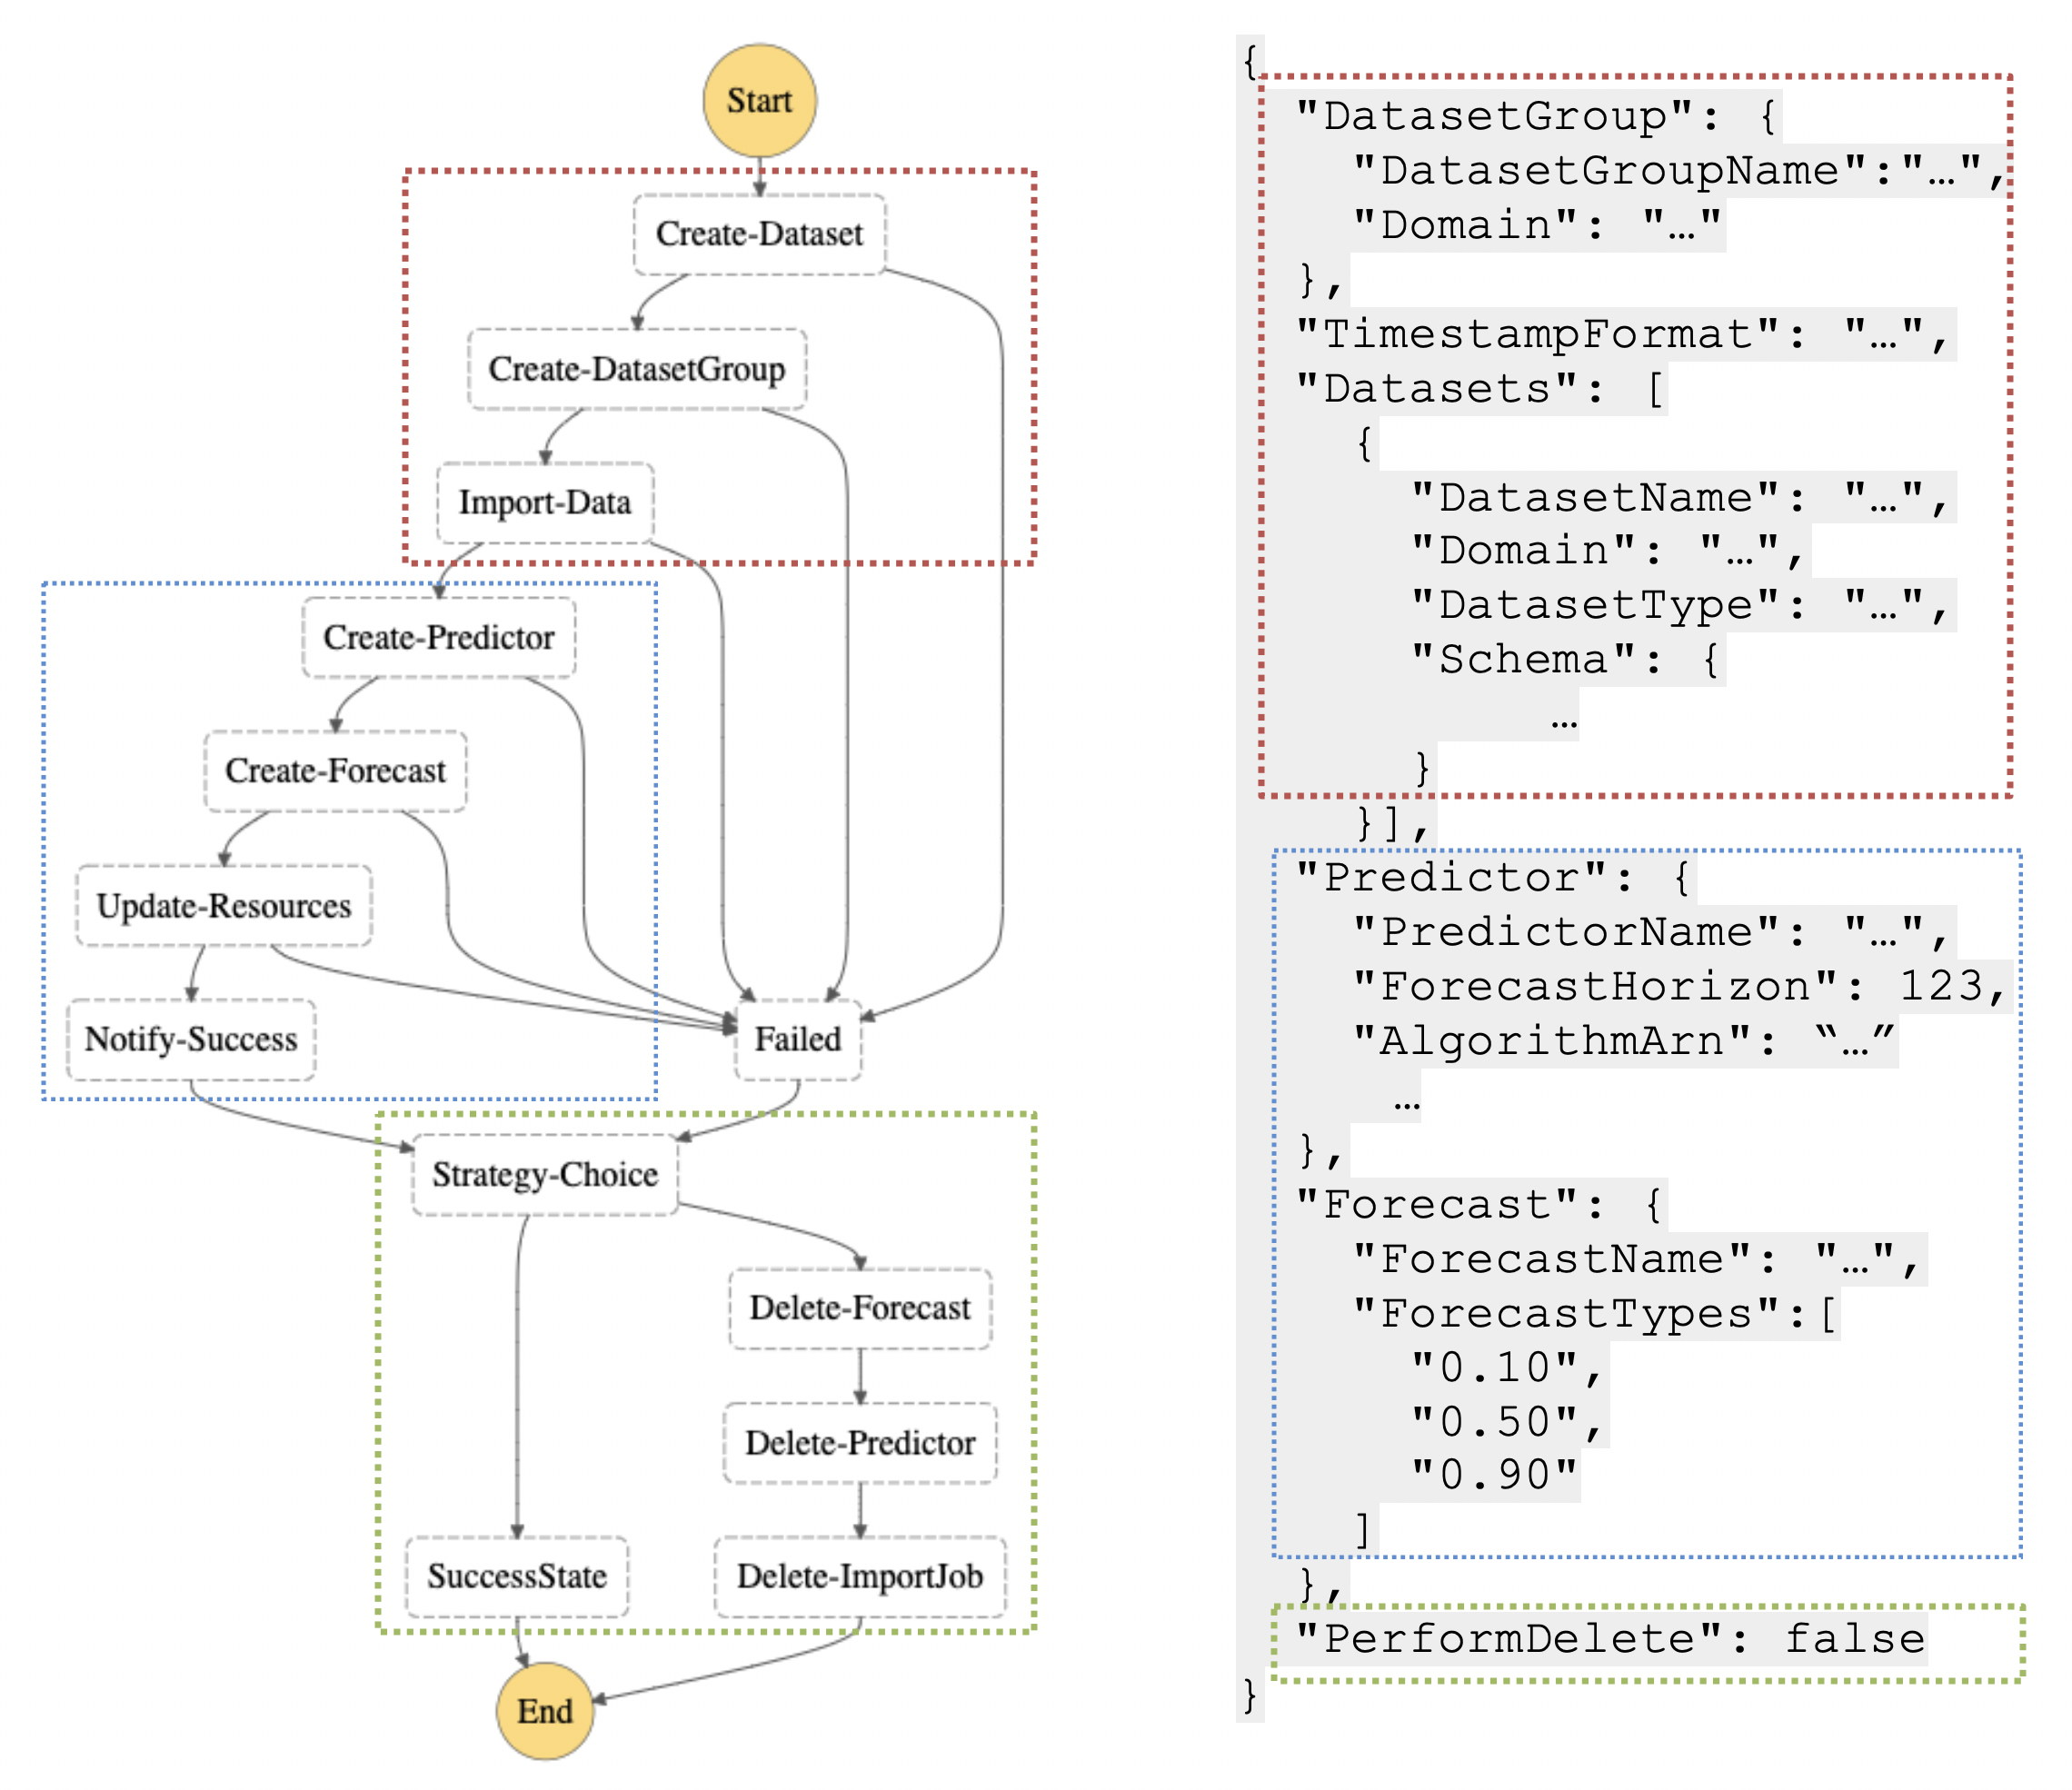 Start
Create-Dataset
Create-DatasetGroup
Import-Data
Create-Predictor
Create-Forecast
Update-Resources
Notify-Success
Failed
Strategy-Choice
Delete-Forecast
Delete-Predictor
SuccessState
Delete-ImportJob
End
{
"DatasetGroup": {
"DatasetGroupName":"…",
"Domain": "…"
},
"TimestampFormat": "…",
"Datasets": [
{
"DatasetName": "…",
"Domain": "…",
"DatasetType": "…",
"Schema": {
…
}
}],
"Predictor": {
"PredictorName": "…",
"ForecastHorizon": 123,
"AlgorithmArn": “…”
…
},
"Forecast": {
"ForecastName": "…",
"ForecastTypes":[
"0.10",
"0.50",
"0.90"
]
},
"PerformDelete": false
}